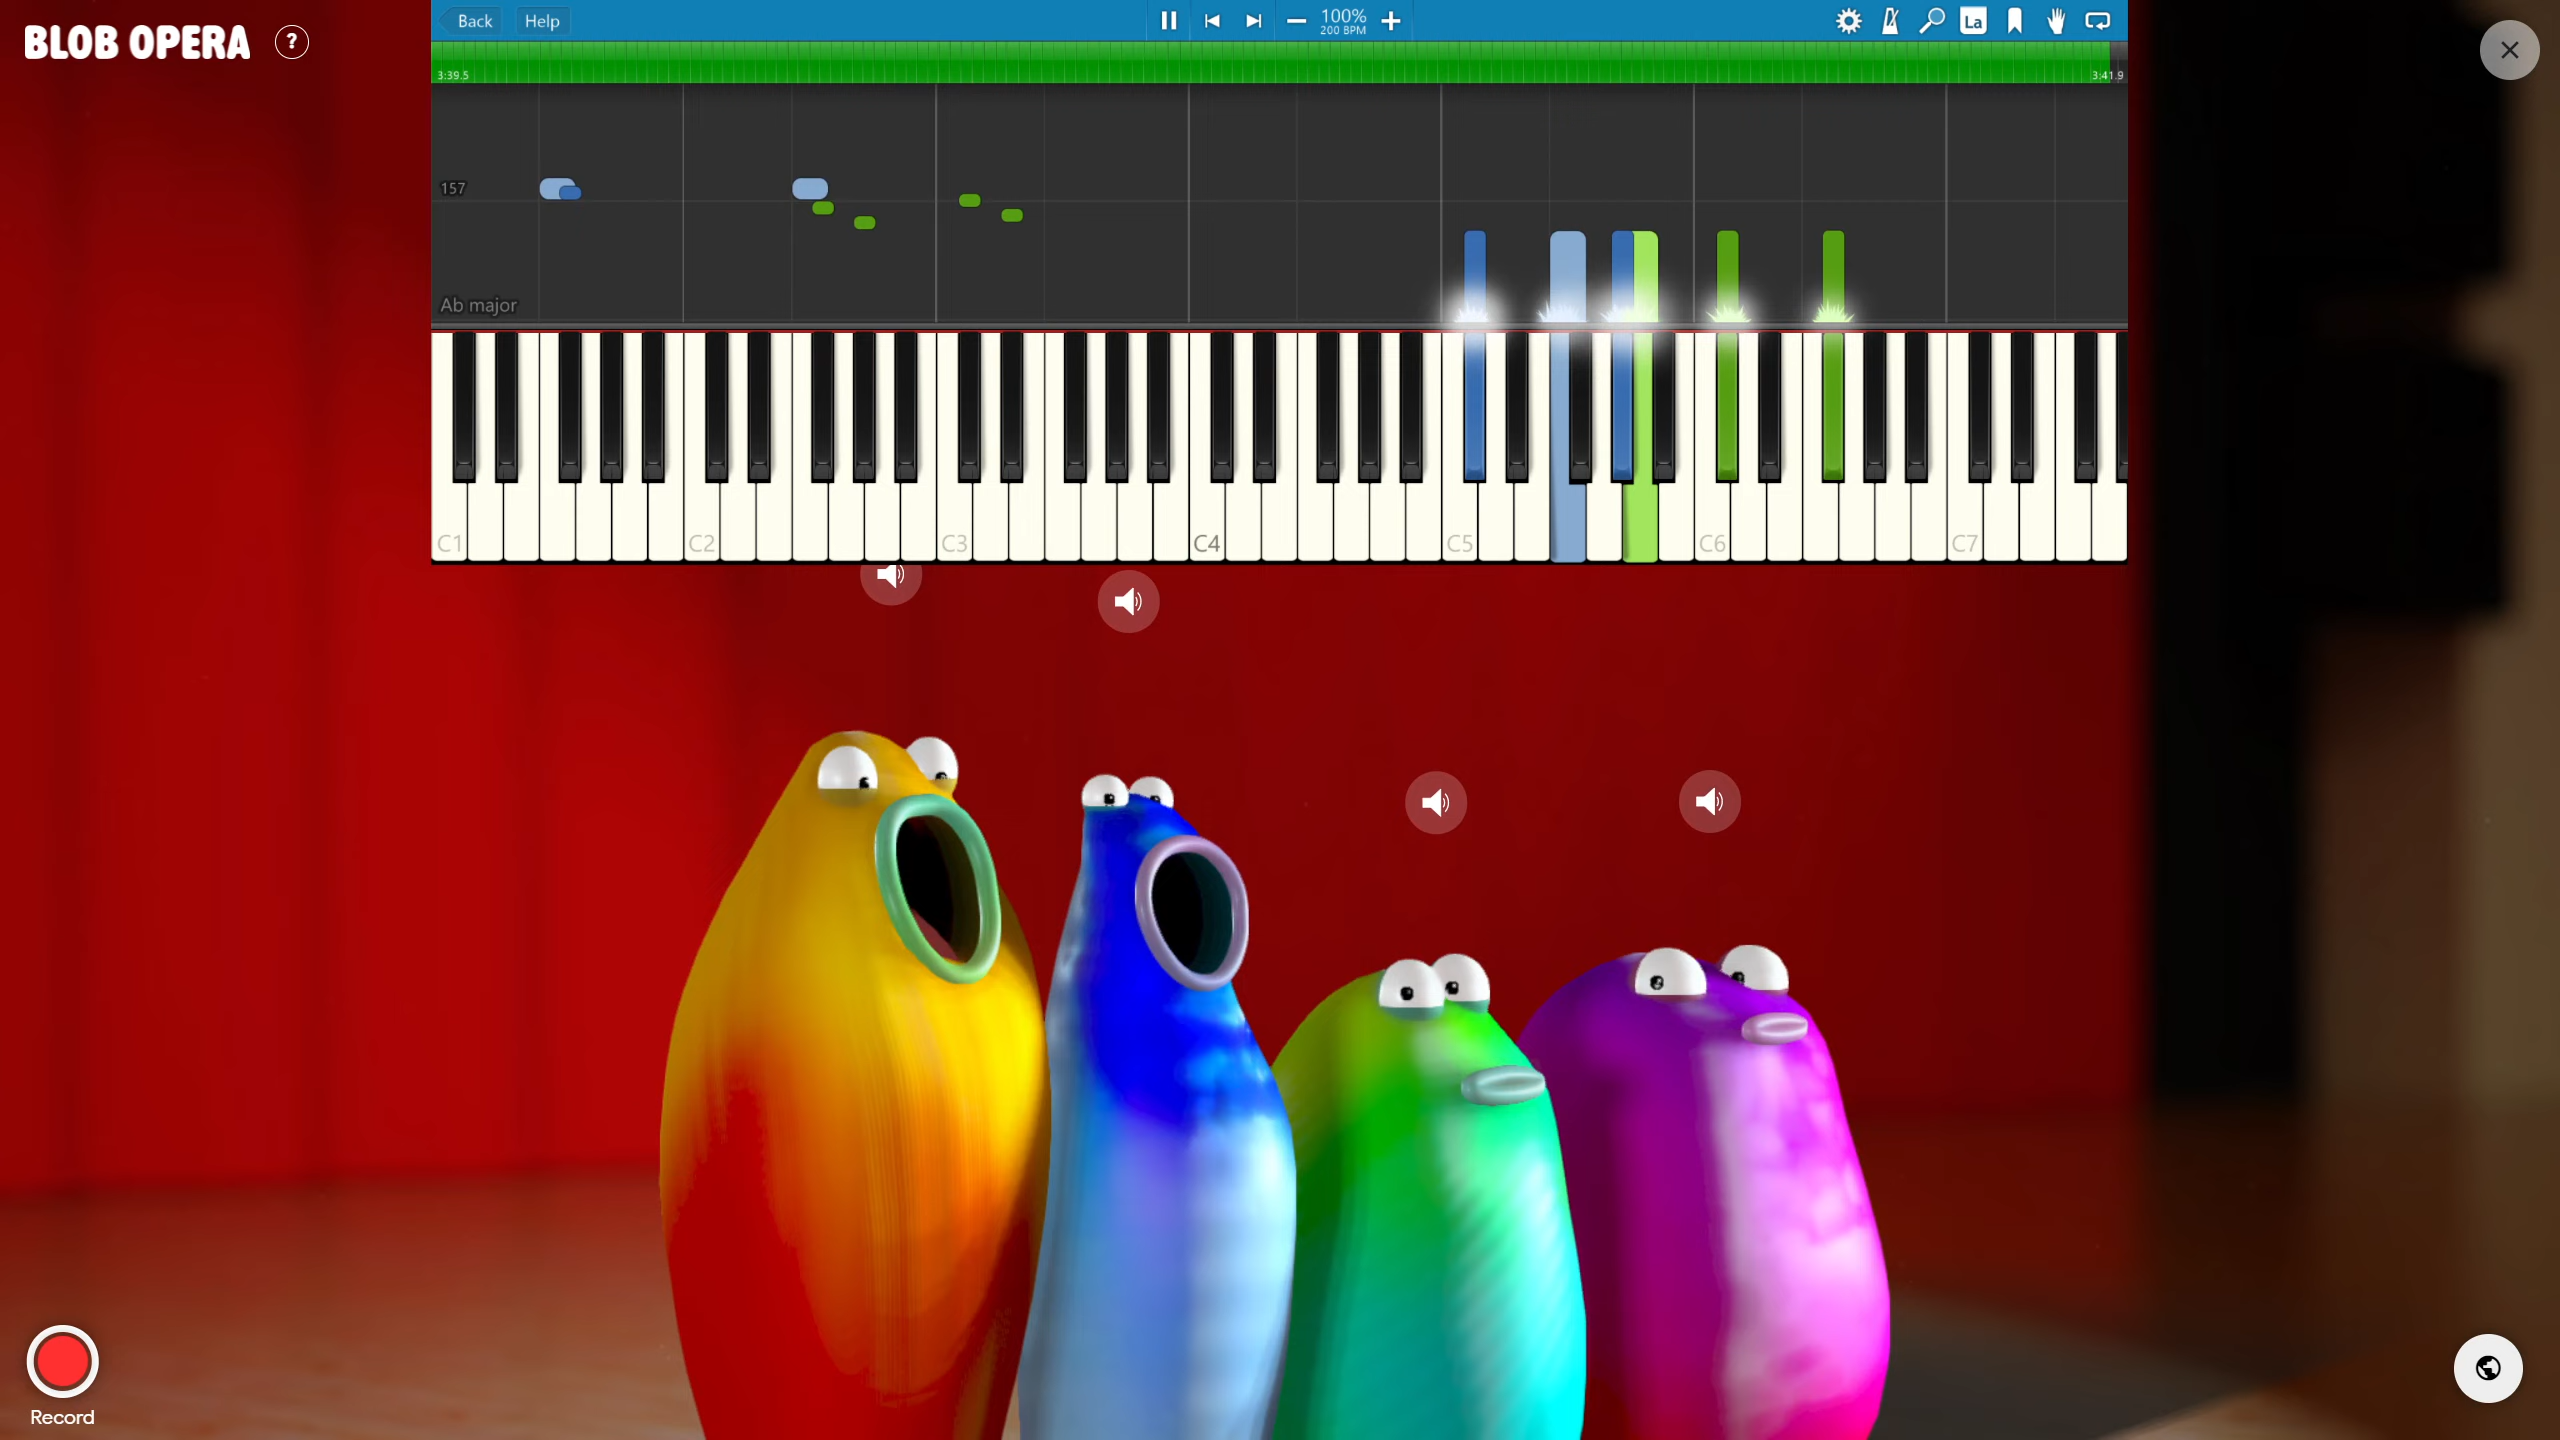 BLOB OPERA ?
Back Help 100% La
200 BPM
3:39.5 3:41.9
157
Ab major
C1 C2 C3 C4 C5 C6 C7
Record